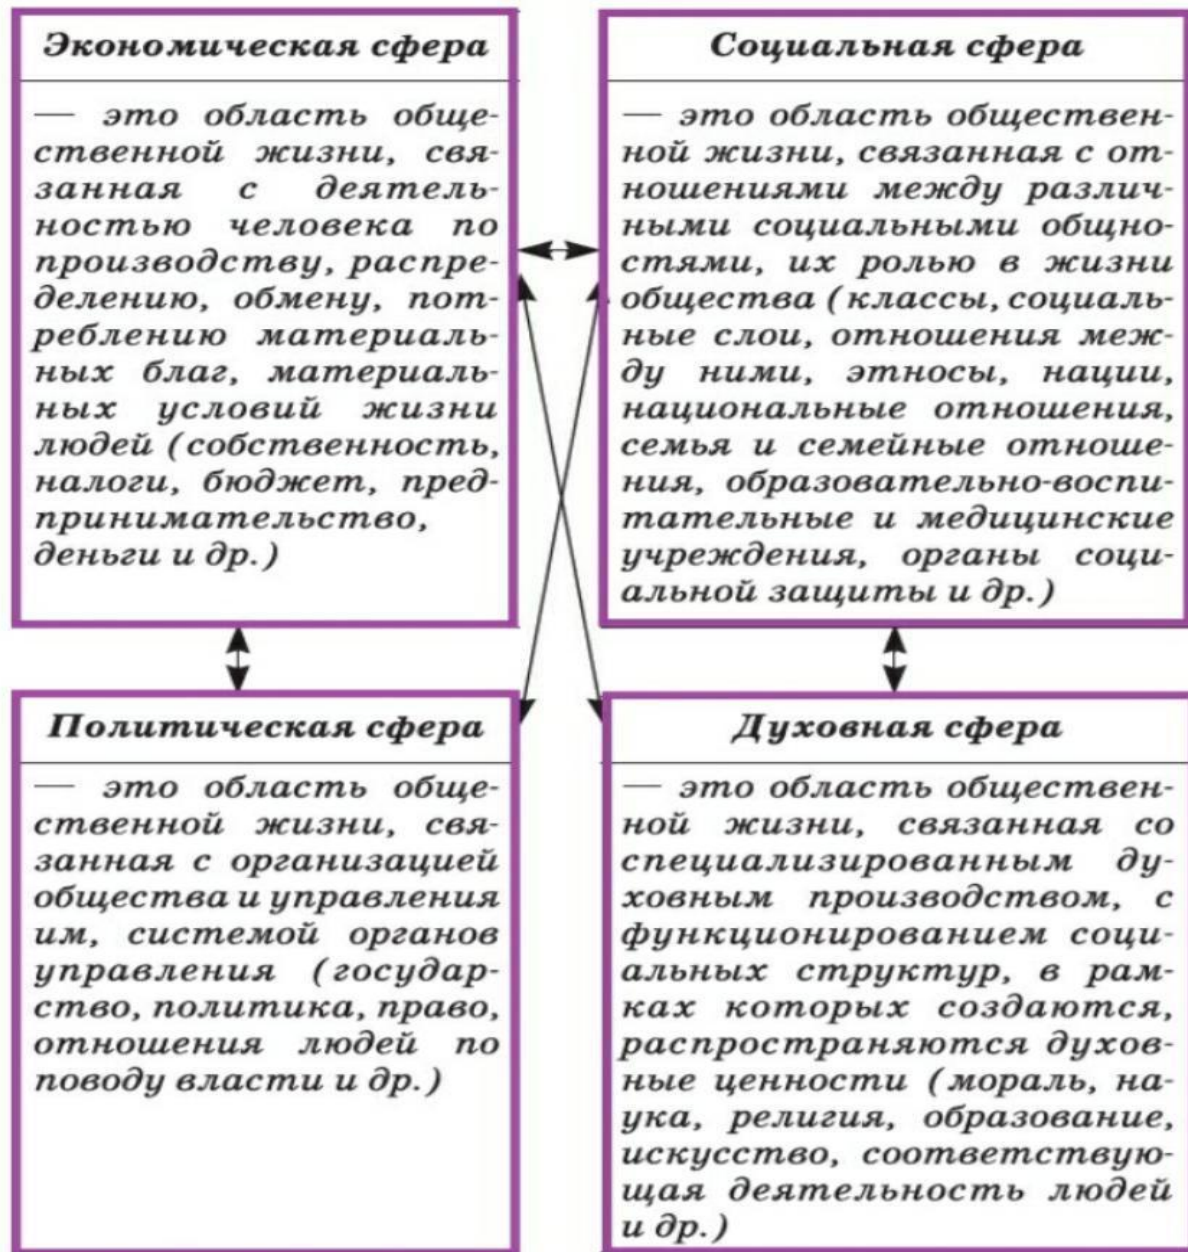 Экономическая сфера
— это область обще-
ственной жизни, свя-
занная с деятель-
ностью человека по
производству, распре-
делению, обмену, пот-
реблению материаль-
ных благ, материаль-
ных условий жизни
людей (собственность,
налоги, бюджет, пред-
принимательство,
деньги и др.)
Социальная сфера
— это область обществен-
ной жизни, связанная с от-
ношениями между различ-
ными социальными общно-
стями, их ролью в жизни
общества (классы, социаль-
ные слои, отношения меж-
ду ними, этносы, нации,
национальные отношения,
семья и семейные отноше-
ния, образовательно-воспи-
тательные и медицинские
учреждения, органы соци-
альной защиты и др.)
Политическая сфера
— это область обще-
ственной жизни, свя-
занная с организацией
общества и управления
им, системой органов
управления (государ-
ство, политика, право,
отношения людей по
поводу власти и др.)
Духовная сфера
— это область обществен-
ной жизни, связанная со
специализированным ду-
ховным производством, с
функционированием соци-
альных структур, в рам-
ках которых создаются,
распространяются духов-
ные ценности (мораль, на-
ука, религия, образование,
искусство, соответствую-
щая деятельность людей
и др.)